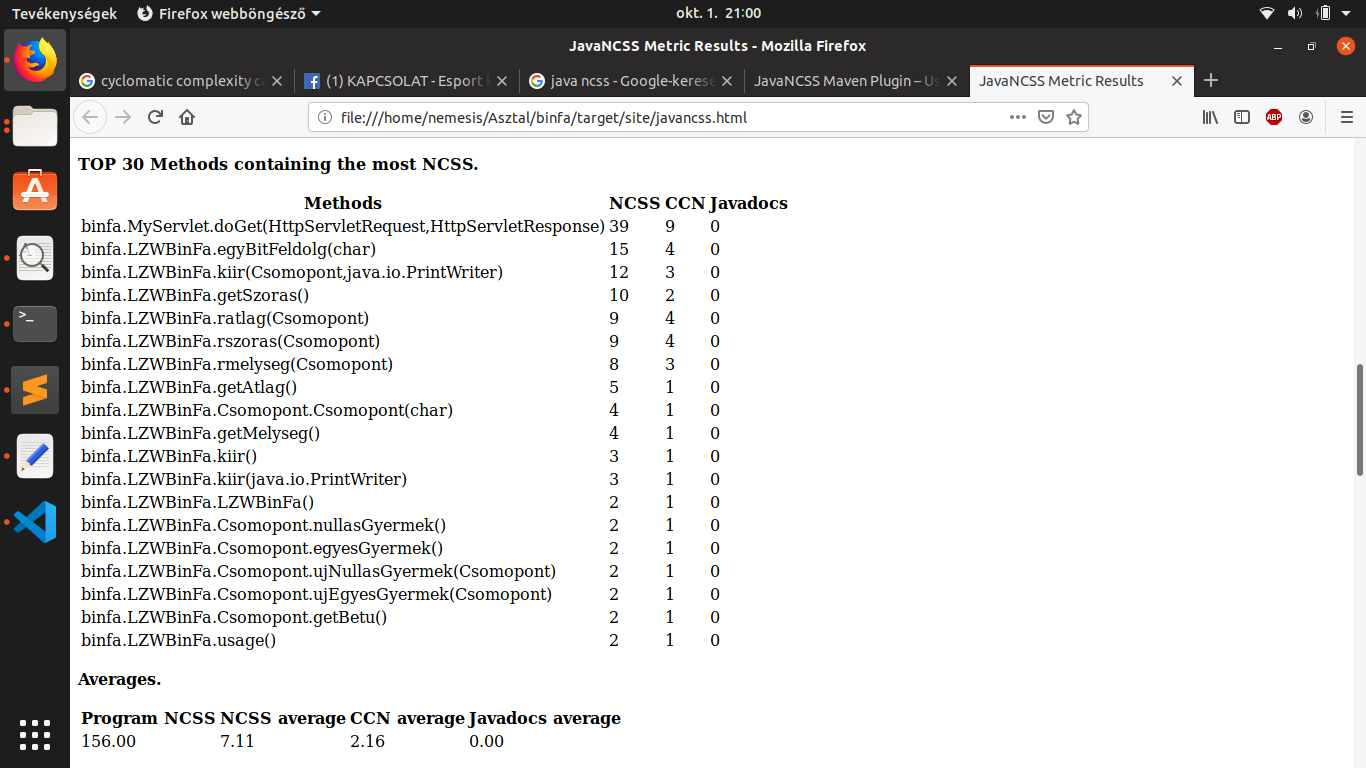 Tevékenységek
Firefox webböngésző
okt. 1. 21:00
JavaNCSS Metric Results - Mozilla Firefox
cyclomatic complexity
(1) KAPCSOLAT - Esport
java ncss - Google-keres
JavaNCSS Maven Plugin – Us
JavaNCSS Metric Results
file:///home/nemesis/Asztal/binfa/target/site/javancss.html
ABP
>_
TOP 30 Methods containing the most NCSS.
Methods NCSS CCN Javadocs
binfa.MyServlet.doGet(HttpServletRequest,HttpServletResponse) 39 9 0
binfa.LZWBinFa.egyBitFeldolg(char) 15 4 0
binfa.LZWBinFa.kiir(Csomopont,java.io.PrintWriter) 12 3 0
binfa.LZWBinFa.getSzoras() 10 2 0
binfa.LZWBinFa.ratlag(Csomopont) 9 4 0
binfa.LZWBinFa.rszoras(Csomopont) 9 4 0
binfa.LZWBinFa.rmelyseg(Csomopont) 8 3 0
binfa.LZWBinFa.getAtlag() 5 1 0
binfa.LZWBinFa.Csomopont.Csomopont(char) 4 1 0
binfa.LZWBinFa.getMelyseg() 4 1 0
binfa.LZWBinFa.kiir() 3 1 0
binfa.LZWBinFa.kiir(java.io.PrintWriter) 3 1 0
binfa.LZWBinFa.LZWBinFa() 2 1 0
binfa.LZWBinFa.Csomopont.nullasGyermek() 2 1 0
binfa.LZWBinFa.Csomopont.egyesGyermek() 2 1 0
binfa.LZWBinFa.Csomopont.ujNullasGyermek(Csomopont) 2 1 0
binfa.LZWBinFa.Csomopont.ujEgyesGyermek(Csomopont) 2 1 0
binfa.LZWBinFa.Csomopont.getBetu() 2 1 0
binfa.LZWBinFa.usage() 2 1 0
Averages.
Program NCSS NCSS average CCN average Javadocs average
156.00 7.11 2.16 0.00